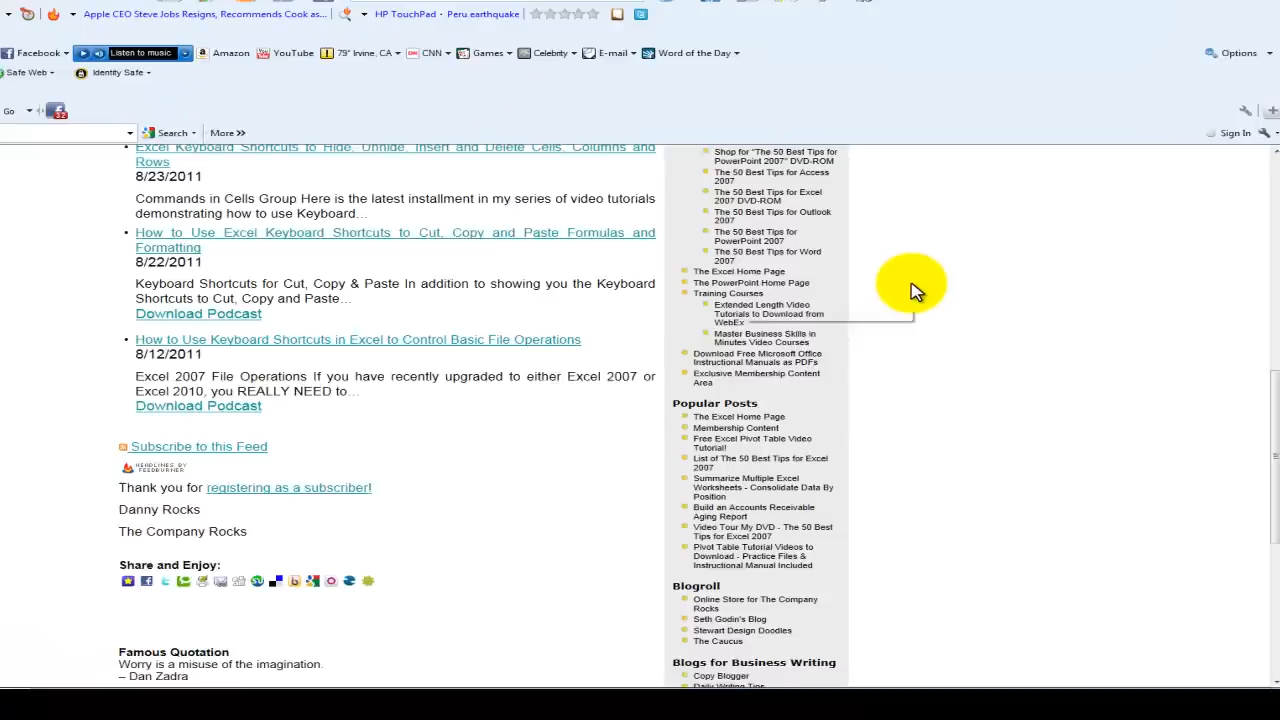 Apple CEO Steve Jobs Resigns, Recommends Cook as... HP TouchPad - Peru earthquake
Facebook Listen to music Amazon YouTube 79° Irvine, CA CNN Games Celebrity E-mail Word of the Day Options
Safe Web Identity Safe
Go 32
Search More >> Sign In
Excel Keyboard Shortcuts to Hide, Unhide, Insert and Delete Cells, Columns and
Rows
8/23/2011
Commands in Cells Group Here is the latest installment in my series of video tutorials
demonstrating how to use Keyboard...
• How to Use Excel Keyboard Shortcuts to Cut, Copy and Paste Formulas and
Formatting
8/22/2011
Keyboard Shortcuts for Cut, Copy & Paste In addition to showing you the Keyboard
Shortcuts to Cut, Copy and Paste...
Download Podcast
• How to Use Keyboard Shortcuts in Excel to Control Basic File Operations
8/12/2011
Excel 2007 File Operations If you have recently upgraded to either Excel 2007 or
Excel 2010, you REALLY NEED to...
Download Podcast
Subscribe to this Feed
HEADLINES BY
FEEDBURNER
Thank you for registering as a subscriber!
Danny Rocks
The Company Rocks
Share and Enjoy:
Famous Quotation
Worry is a misuse of the imagination.
– Dan Zadra
Shop for "The 50 Best Tips for
PowerPoint 2007" DVD-ROM
The 50 Best Tips for Access
2007
The 50 Best Tips for Excel
2007 DVD-ROM
The 50 Best Tips for Outlook
2007
The 50 Best Tips for
PowerPoint 2007
The 50 Best Tips for Word
2007
The Excel Home Page
The PowerPoint Home Page
Training Courses
Extended Length Video
Tutorials to Download from
WebEx
Master Business Skills in
Minutes Video Courses
Download Free Microsoft Office
Instructional Manuals as PDFs
Exclusive Membership Content
Area
Popular Posts
The Excel Home Page
Membership Content
Free Excel Pivot Table Video
Tutorial!
List of The 50 Best Tips for Excel
2007
Summarize Multiple Excel
Worksheets - Consolidate Data By
Position
Build an Accounts Receivable
Aging Report
Video Tour My DVD - The 50 Best
Tips for Excel 2007
Pivot Table Tutorial Videos to
Download - Practice Files &
Instructional Manual Included
Blogroll
Online Store for The Company
Rocks
Seth Godin's Blog
Stewart Design Doodles
The Caucus
Blogs for Business Writing
Copy Blogger
Daily Writing Tips